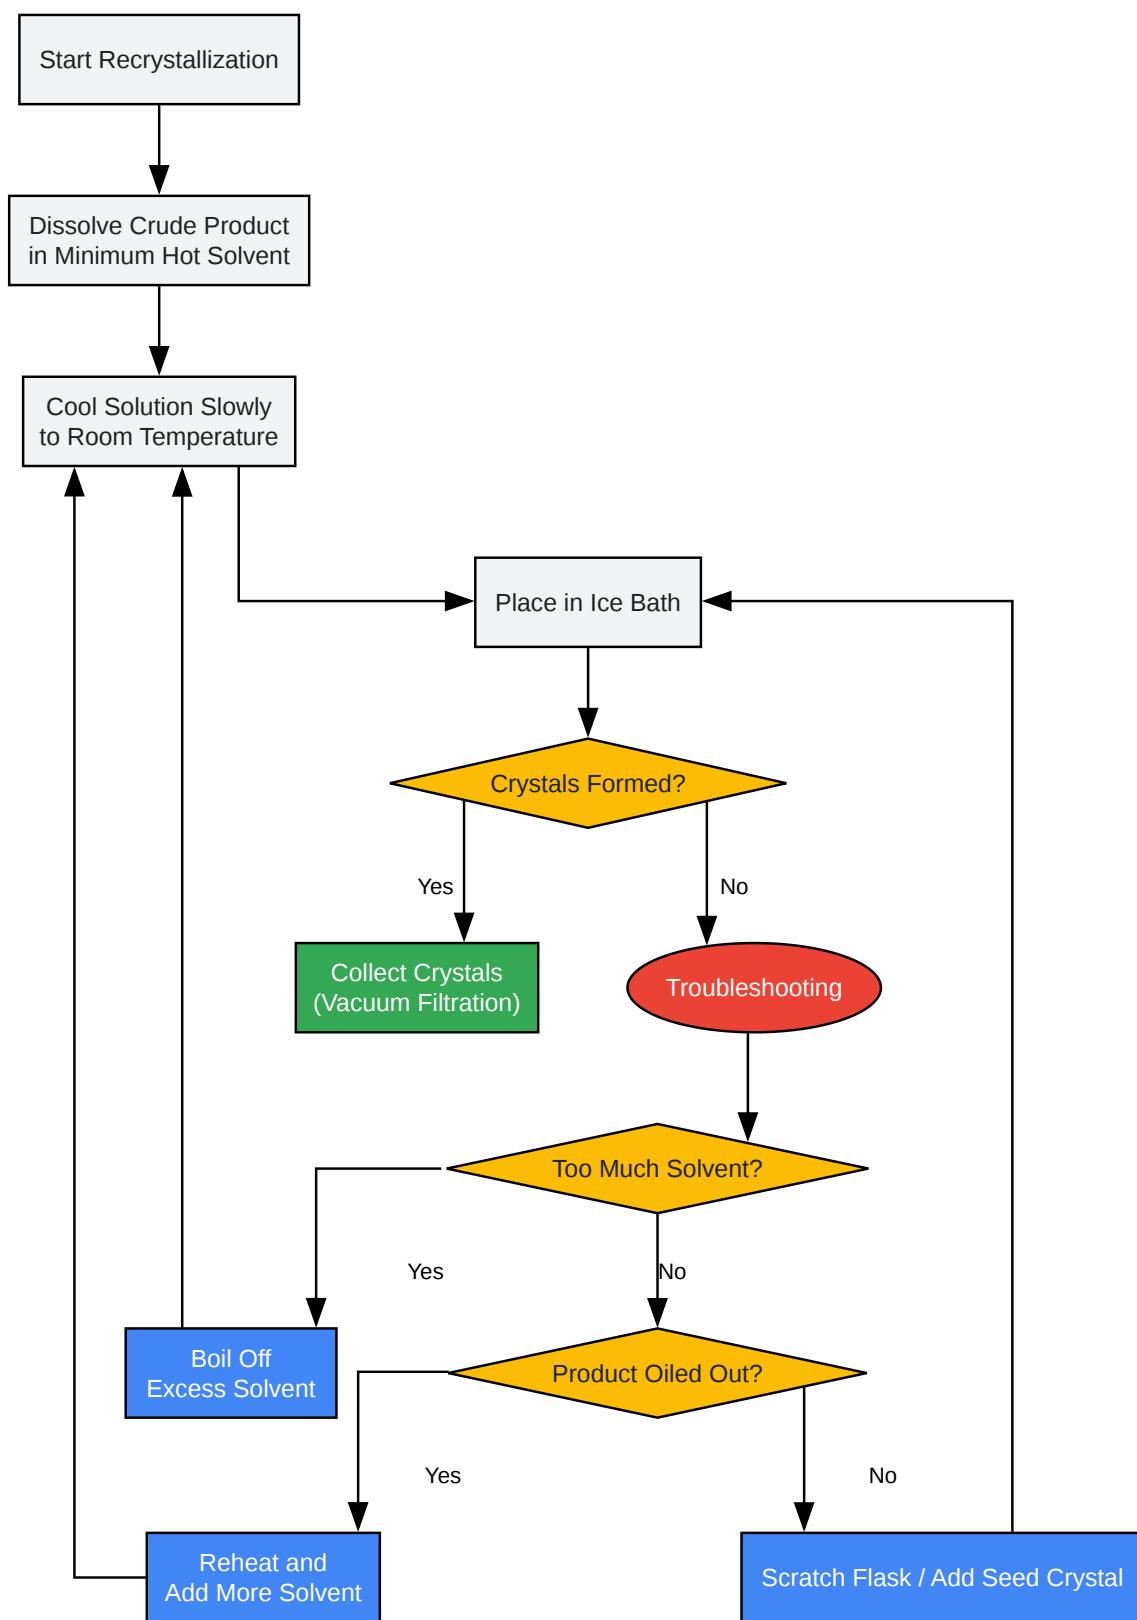 Start Recrystallization
Dissolve Crude Product
in Minimum Hot Solvent
Cool Solution Slowly
to Room Temperature
Place in Ice Bath
Crystals Formed?
Yes
No
Collect Crystals
(Vacuum Filtration)
Troubleshooting
Too Much Solvent?
Yes
No
Boil Off
Excess Solvent
Product Oiled Out?
Yes
No
Reheat and
Add More Solvent
Scratch Flask / Add Seed Crystal